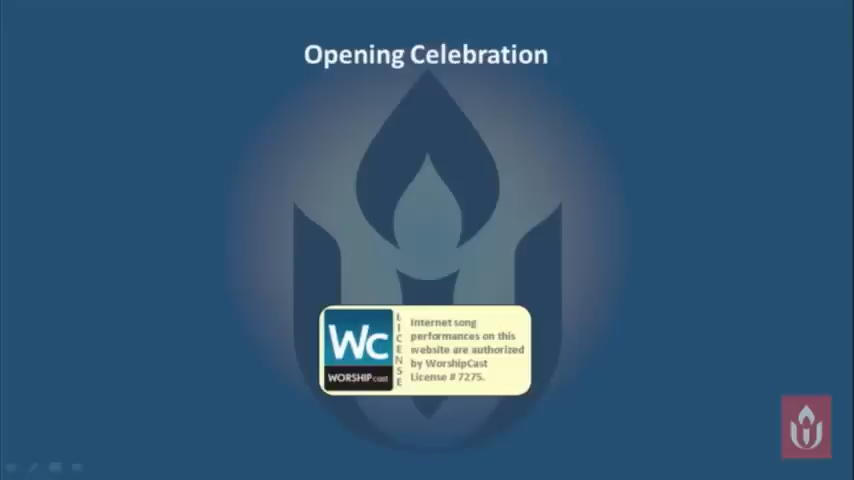 Opening Celebration
Wc
WORSHIPcast
LICENSE
Internet song
performances on this
website are authorized
by WorshipCast
License # 7275.